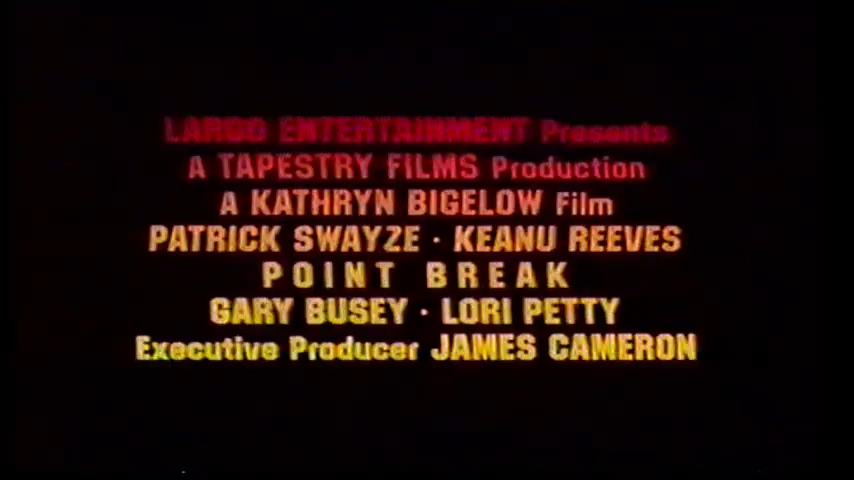 LARGO ENTERTAINMENT Presents
A TAPESTRY FILMS Production
A KATHRYN BIGELOW Film
PATRICK SWAYZE · KEANU REEVES
POINT BREAK
GARY BUSEY · LORI PETTY
Executive Producer JAMES CAMERON